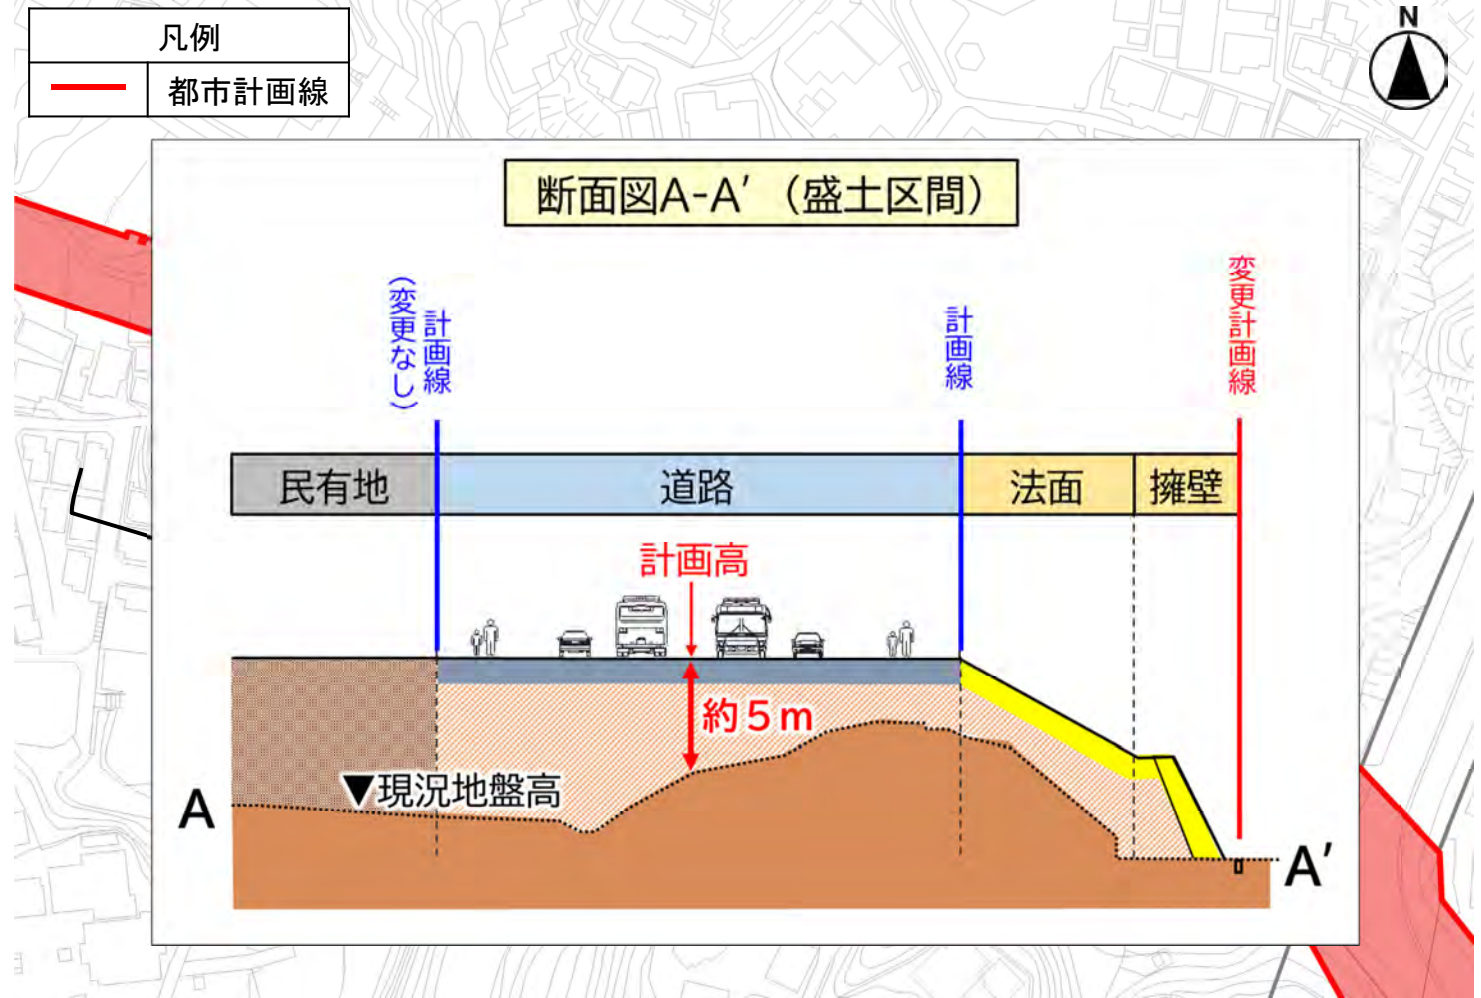 凡例
都市計画線
N
断面図A-A′（盛土区間）
計画線
（変更なし）
計画線
変更計画線
民有地
道路
法面
擁壁
計画高
約５ｍ
▼現況地盤高
A
A′